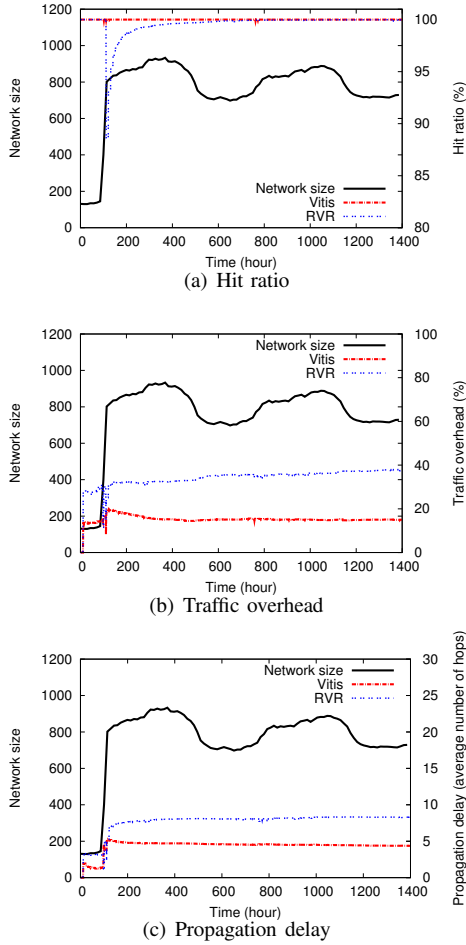 1200
1000
800
600
400
200
0
Network size
100
95
90
85
80
Hit ratio (%)
Network size
Vitis
RVR
0 200 400 600 800 1000 1200 1400
Time (hour)
(a) Hit ratio
1200
1000
800
600
400
200
0
Network size
100
80
60
40
20
0
Traffic overhead (%)
Network size
Vitis
RVR
0 200 400 600 800 1000 1200 1400
Time (hour)
(b) Traffic overhead
1200
1000
800
600
400
200
0
Network size
30
25
20
15
10
5
0
Propagation delay (average number of hops)
Network size
Vitis
RVR
0 200 400 600 800 1000 1200 1400
Time (hour)
(c) Propagation delay